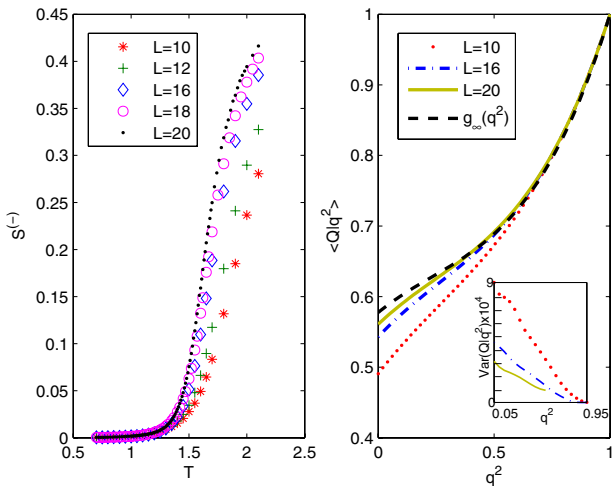 L=10
L=12
L=16
L=18
L=20
0.45
0.4
0.35
0.3
0.25
0.2
0.15
0.1
0.05
0
S(-)
0.5 1 1.5 2 2.5
T
L=10
L=16
L=20
g∞(q²)
1
0.9
0.8
0.7
0.6
0.5
0.4
<Q|q²>
9
0
Var(Q|q²)x10⁴
0.05 0.95
q²
0 0.5 1
q²